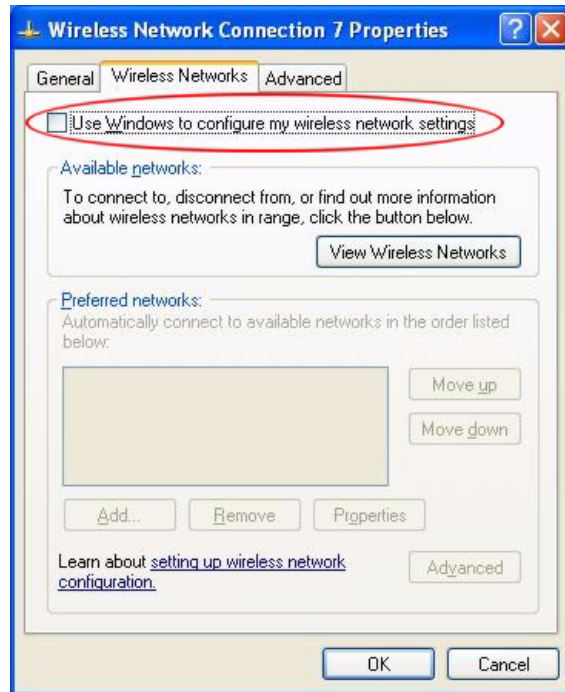 Wireless Network Connection 7 Properties
General Wireless Networks Advanced
Use Windows to configure my wireless network settings
Available networks:
To connect to, disconnect from, or find out more information
about wireless networks in range, click the button below.
View Wireless Networks
Preferred networks:
Automatically connect to available networks in the order listed
below:
Move up
Move down
Add... Remove Properties
Learn about setting up wireless network
configuration.
Advanced
OK Cancel